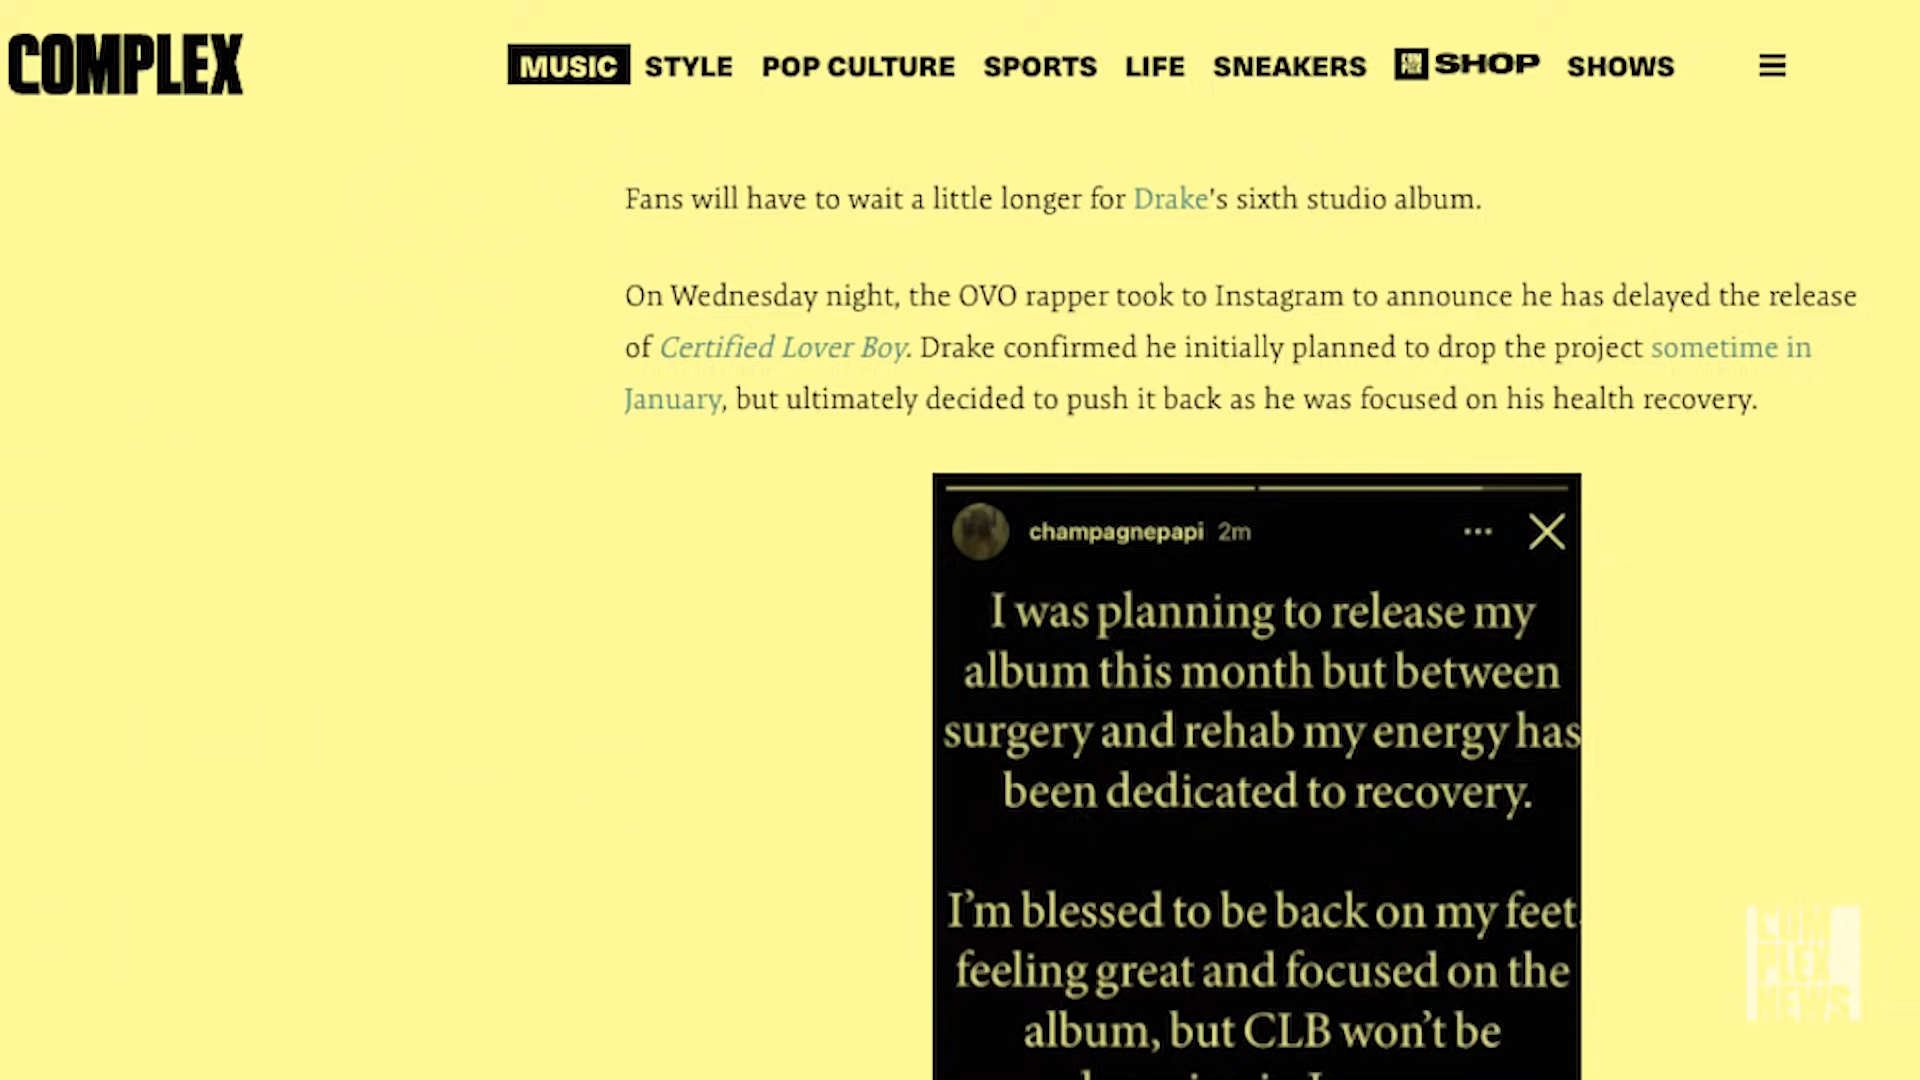 COMPLEX
MUSIC STYLE POP CULTURE SPORTS LIFE SNEAKERS COMPLEX SHOP SHOWS
Fans will have to wait a little longer for Drake's sixth studio album.
On Wednesday night, the OVO rapper took to Instagram to announce he has delayed the release
of Certified Lover Boy. Drake confirmed he initially planned to drop the project sometime in
January, but ultimately decided to push it back as he was focused on his health recovery.
champagnepapi 2m
I was planning to release my
album this month but between
surgery and rehab my energy has
been dedicated to recovery.
I'm blessed to be back on my feet
feeling great and focused on the
album, but CLB won't be
COM
PLEX
NEWS